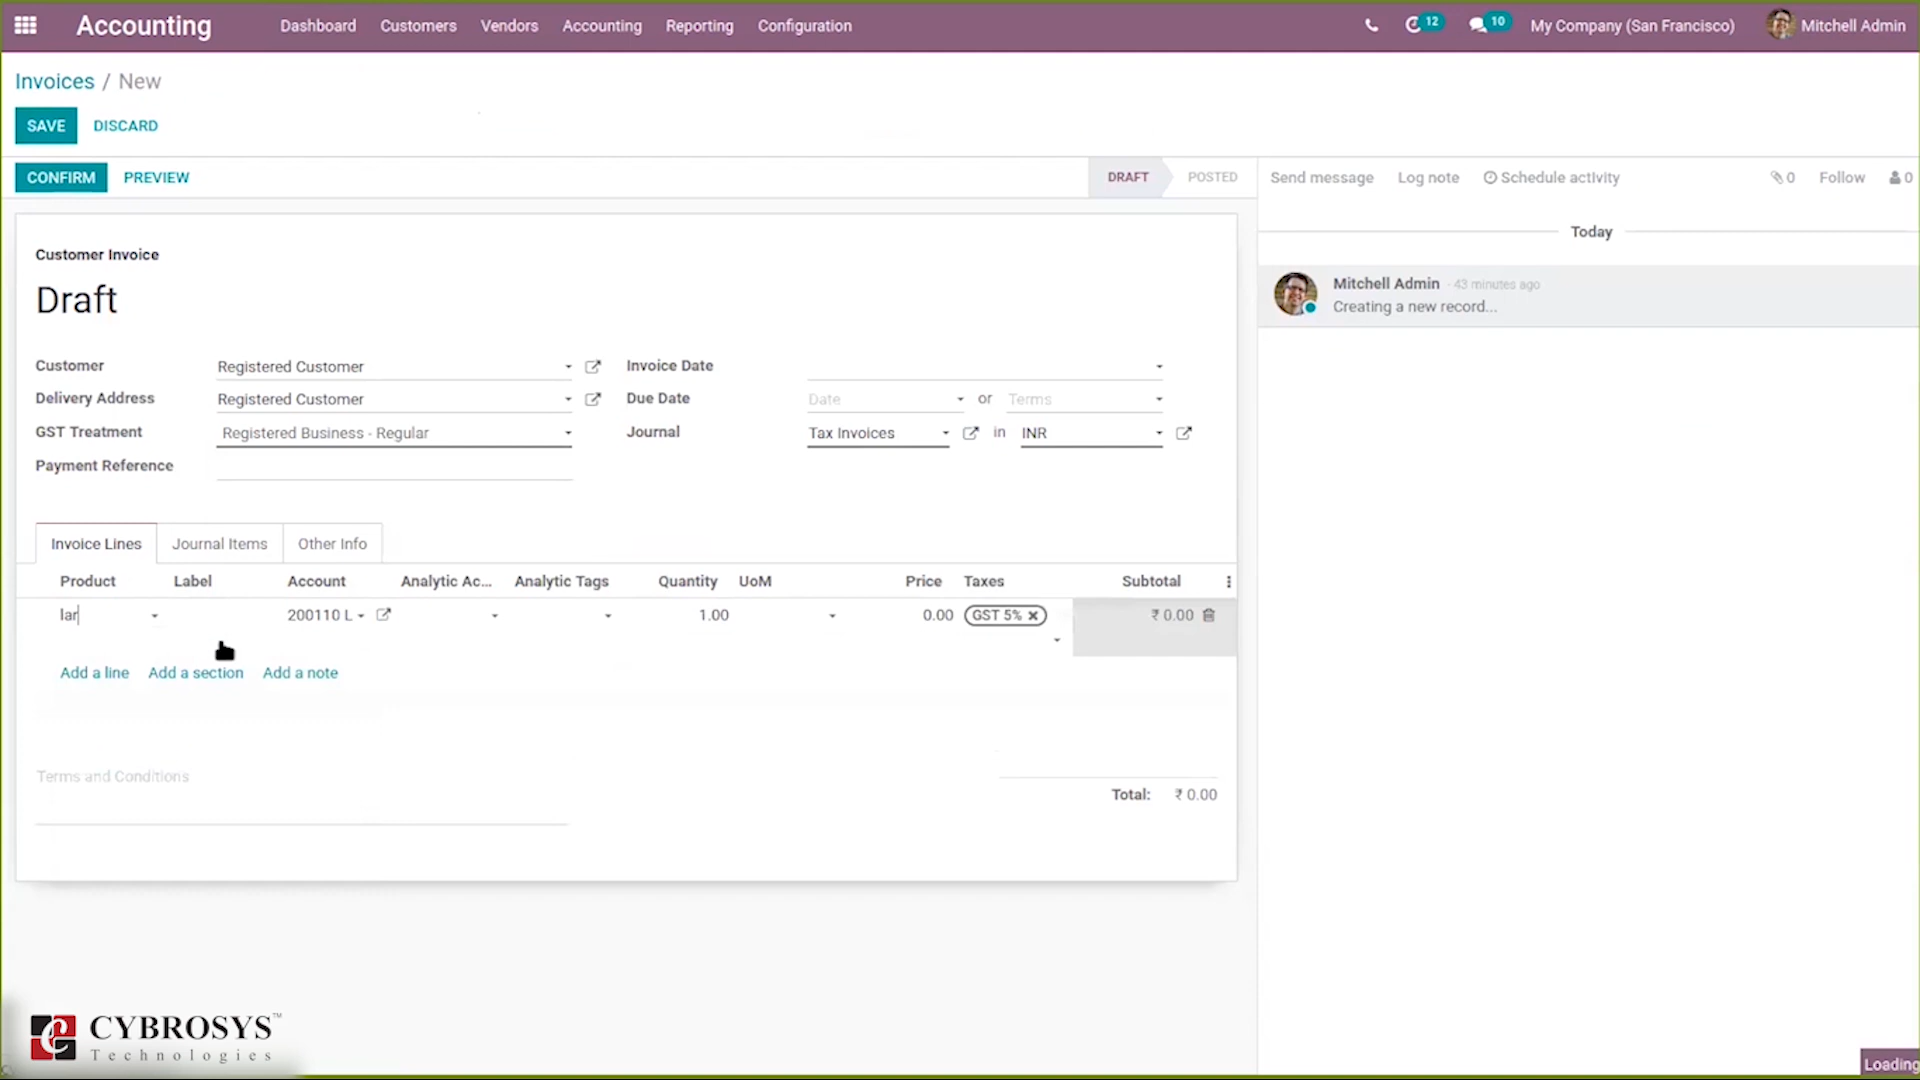 Accounting Dashboard Customers Vendors Accounting Reporting Configuration 12 10 My Company (San Francisco) Mitchell Admin
Invoices / New
SAVE DISCARD
CONFIRM PREVIEW DRAFT POSTED Send message Log note Schedule activity 0 Follow 0
Today
Customer Invoice
Draft
Mitchell Admin - 43 minutes ago
Creating a new record...
Customer Registered Customer Invoice Date
Delivery Address Registered Customer Due Date Date or Terms
GST Treatment Registered Business - Regular Journal Tax Invoices in INR
Payment Reference
Invoice Lines Journal Items Other Info
Product Label Account Analytic Ac... Analytic Tags Quantity UoM Price Taxes Subtotal
lar 200110 L 1.00 0.00 GST 5% ₹ 0.00
Add a line Add a section Add a note
Terms and Conditions
Total: ₹ 0.00
CYBROSYS™
Technologies
Loading